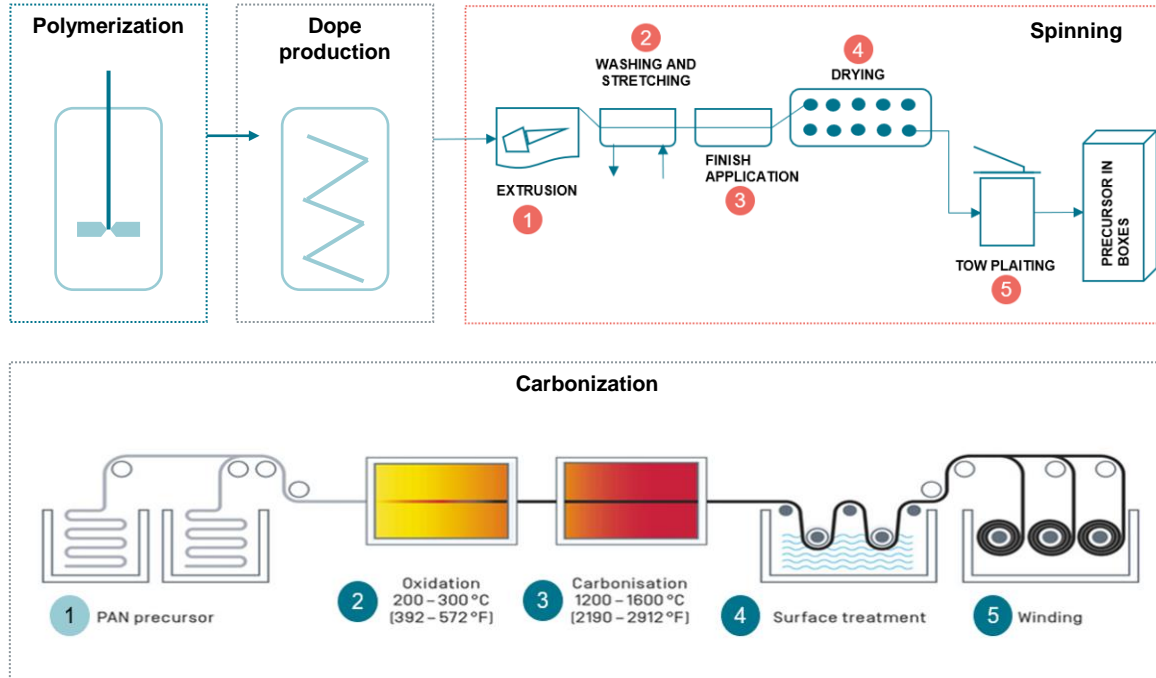 Polymerization
Dope
production
Spinning
2
WASHING AND
STRETCHING
4
DRYING
EXTRUSION
1
FINISH
APPLICATION
3
TOW PLAITING
5
PRECURSOR IN
BOXES
Carbonization
1 PAN precursor
2 Oxidation
200 – 300 °C
(392 – 572 °F)
3 Carbonisation
1200 – 1600 °C
(2190 – 2912 °F)
4 Surface treatment
5 Winding